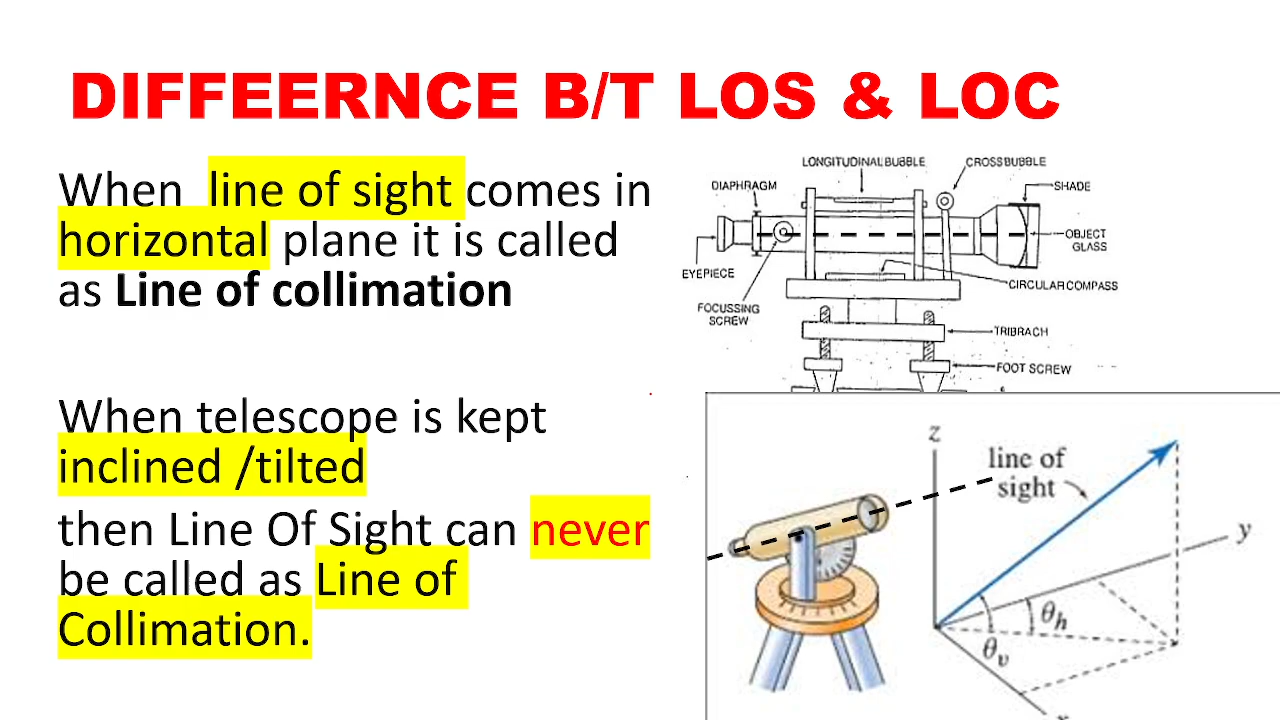 DIFFEERNCE B/T LOS & LOC
When line of sight comes in
horizontal plane it is called
as Line of collimation
When telescope is kept
inclined /tilted
then Line Of Sight can never
be called as Line of
Collimation.
LONGITUDINAL BUBBLE
CROSS BUBBLE
DIAPHRAGM
SHADE
OBJECT
GLASS
EYEPIECE
CIRCULAR COMPASS
FOCUSSING
SCREW
TRIBRACH
FOOT SCREW
z
line of
sight
y
θh
θv
x